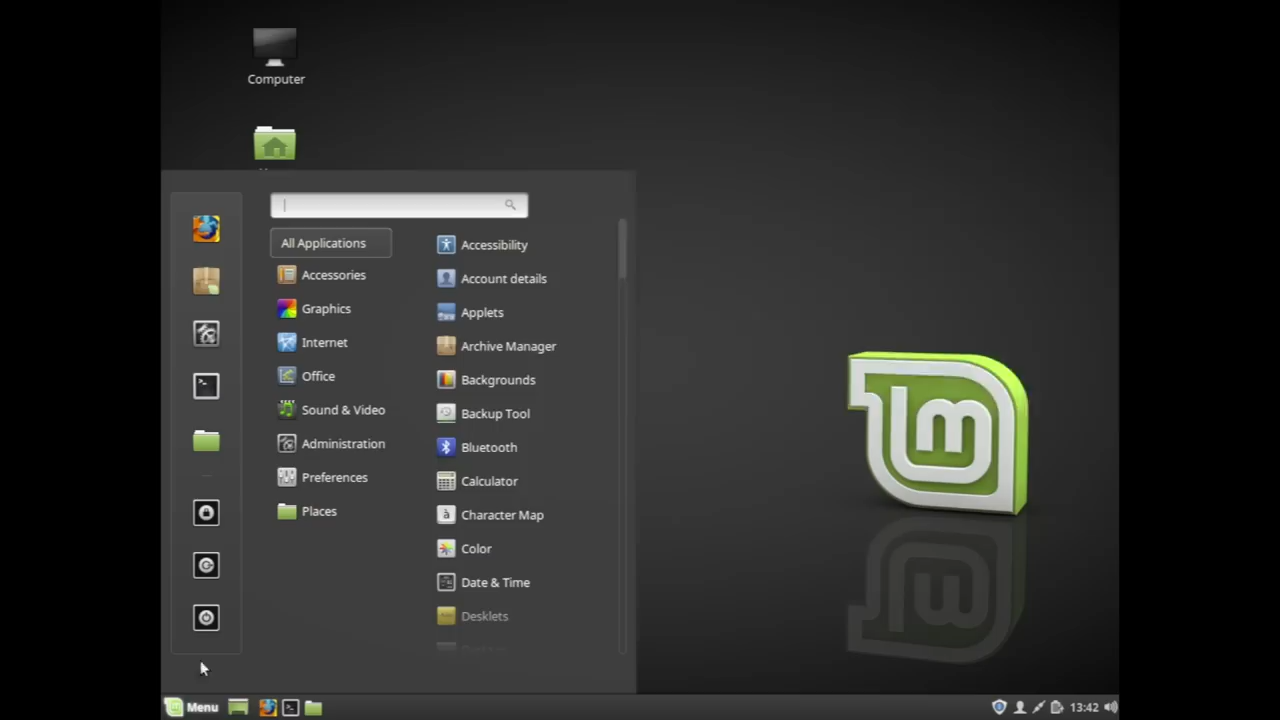 Computer
All Applications
Accessories
Graphics
Internet
Office
Sound & Video
Administration
Preferences
Places
Accessibility
Account details
Applets
Archive Manager
Backgrounds
Backup Tool
Bluetooth
Calculator
Character Map
Color
Date & Time
Desklets
Menu
13:42